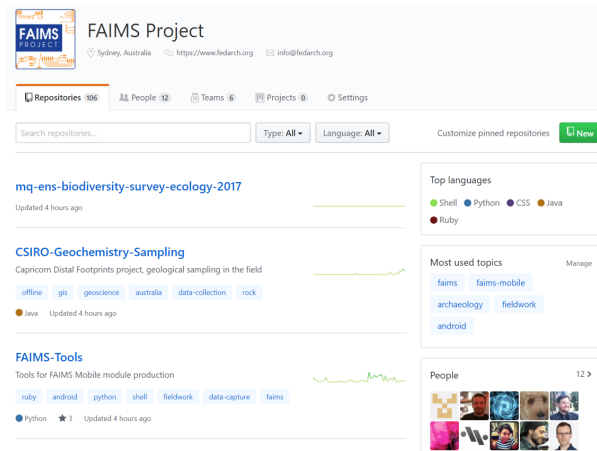 FAIMS
PROJECT
FAIMS Project
Sydney, Australia https://www.fedarch.org info@fedarch.org
Repositories 106 People 12 Teams 6 Projects 0 Settings
Search repositories... Type: All Language: All Customize pinned repositories New
mq-ens-biodiversity-survey-ecology-2017
Updated 4 hours ago
CSIRO-Geochemistry-Sampling
Capricorn Distal Footprints project, geological sampling in the field
offline gis geoscience australia data-collection rock
Java Updated 4 hours ago
FAIMS-Tools
Tools for FAIMS Mobile module production
ruby android python shell fieldwork data-capture faims
Python 3 Updated 4 hours ago
Top languages
Shell Python CSS Java
Ruby
Most used topics Manage
faims faims-mobile
archaeology fieldwork
android
People 12